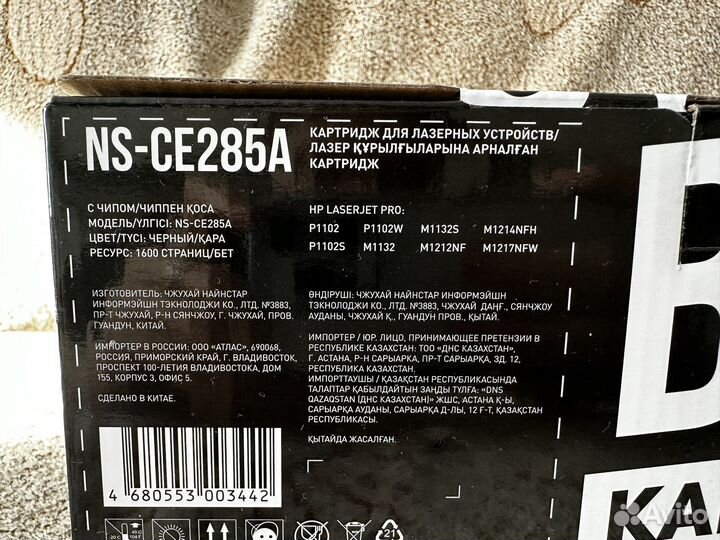 NS-CE285A
КАРТРИДЖ ДЛЯ ЛАЗЕРНЫХ УСТРОЙСТВ/
ЛАЗЕР ҚҰРЫЛҒЫЛАРЫНА АРНАЛҒАН
КАРТРИДЖ
С ЧИПОМ/ЧИППЕН ҚОСА
МОДЕЛЬ/ҮЛГІСІ: NS-CE285A
ЦВЕТ/ТҮСІ: ЧЕРНЫЙ/ҚАРА
РЕСУРС: 1600 СТРАНИЦ/БЕТ
HP LASERJET PRO:
P1102 P1102W M1132S M1214NFH
P1102S M1132 M1212NF M1217NFW
ИЗГОТОВИТЕЛЬ: ЧЖУХАЙ НАЙНСТАР
ИНФОРМЭЙШН ТЭКНОЛОДЖИ КО., ЛТД. №3883,
ПР-Т ЧЖУХАЙ, Р-Н СЯНЧЖОУ, Г. ЧЖУХАЙ, ПРОВ.
ГУАНДУН, КИТАЙ.
ИМПОРТЕР В РОССИИ: ООО «АТЛАС», 690068,
РОССИЯ, ПРИМОРСКИЙ КРАЙ, Г. ВЛАДИВОСТОК,
ПРОСПЕКТ 100-ЛЕТИЯ ВЛАДИВОСТОКА, ДОМ
155, КОРПУС 3, ОФИС 5.
СДЕЛАНО В КИТАЕ.
ӨНДІРУШІ: ЧЖУХАЙ НАЙНСТАР ИНФОРМЕЙШН
ТЭКНОЛОДЖИ КО., ЛТД. №3883, ЧЖУХАЙ ДАҢҒ., СЯНЧЖОУ
АУДАНЫ, ЧЖУХАЙ Қ., ГУАНДУН ПРОВ., ҚЫТАЙ.
ИМПОРТЕР / ЮР. ЛИЦО, ПРИНИМАЮЩЕЕ ПРЕТЕНЗИИ В
РЕСПУБЛИКЕ КАЗАХСТАН: ТОО «ДНС КАЗАХСТАН»,
Г. АСТАНА, Р-Н САРЫАРКА, ПР-Т САРЫАРКА, ЗД. 12,
РЕСПУБЛИКА КАЗАХСТАН.
ИМПОРТТАУШЫ / ҚАЗАҚСТАН РЕСПУБЛИКАСЫНДА
ТАЛАПТАР ҚАБЫЛДАЙТЫН ЗАҢДЫ ТҰЛҒА: «DNS
QAZAQSTAN (ДНС КАЗАХСТАН)» ЖШС, АСТАНА Қ-Ы,
САРЫАРҚА АУДАНЫ, САРЫАРҚА Д-ЛЫ, 12 Ғ-Т, ҚАЗАҚСТАН
РЕСПУБЛИКАСЫ.
ҚЫТАЙДА ЖАСАЛҒАН.
4 680553 003442
21
Avito